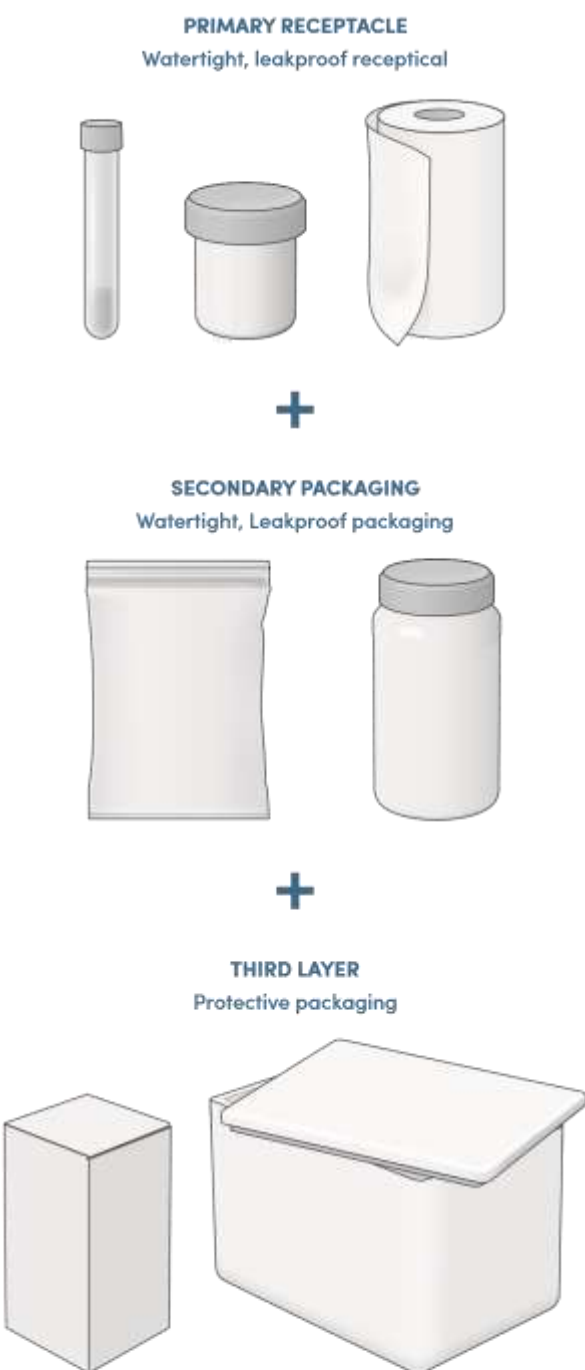 PRIMARY RECEPTACLE
Watertight, leakproof receptical
+
SECONDARY PACKAGING
Watertight, Leakproof packaging
+
THIRD LAYER
Protective packaging